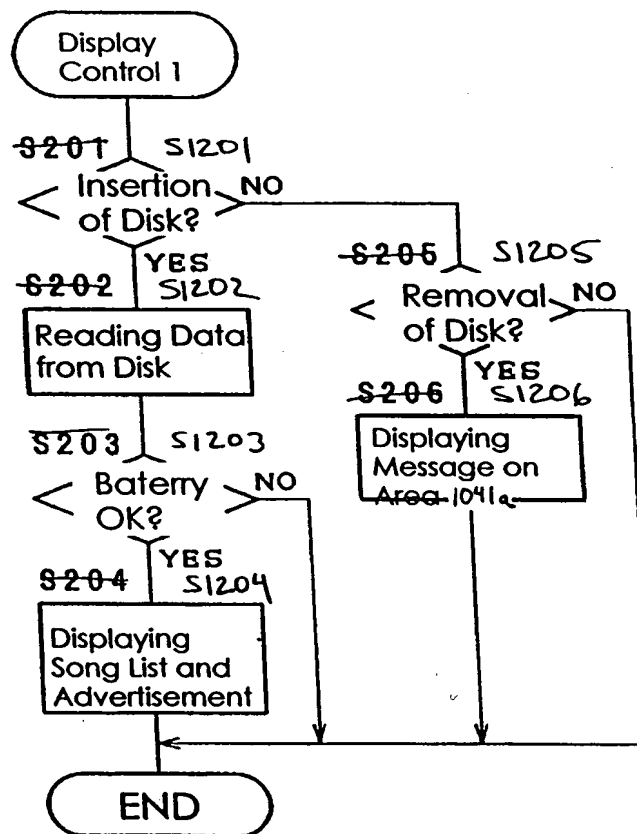 Display
Control 1
S201 S1201
Insertion
of Disk?
NO
YES
S202 S1202
Reading Data
from Disk
S203 S1203
Baterry
OK?
NO
YES
S204 S1204
Displaying
Song List and
Advertisement
S205 S1205
Removal
of Disk?
NO
YES
S206 S1206
Displaying
Message on
Area 1041a
END